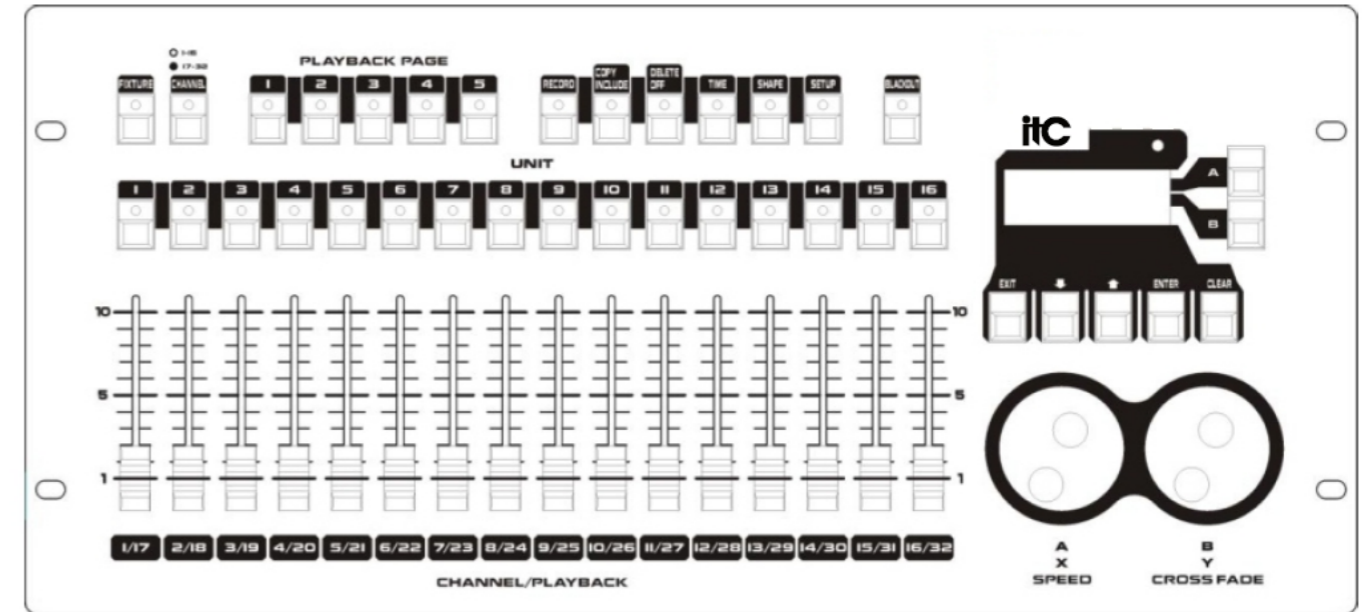 1-16
17-32
PLAYBACK PAGE
FIXTURE CHANNEL 1 2 3 4 5 RECORD COPY INCLUDE DELETE OFF TIME SHAPE SETUP BLACKOUT
itC
UNIT
A
1 2 3 4 5 6 7 8 9 10 11 12 13 14 15 16
B
EXIT ENTER CLEAR
10 10
5 5
1 1
1/17 2/18 3/19 4/20 5/21 6/22 7/23 8/24 9/25 10/26 11/27 12/28 13/29 14/30 15/31 16/32
CHANNEL/PLAYBACK
A B
X Y
SPEED CROSS FADE